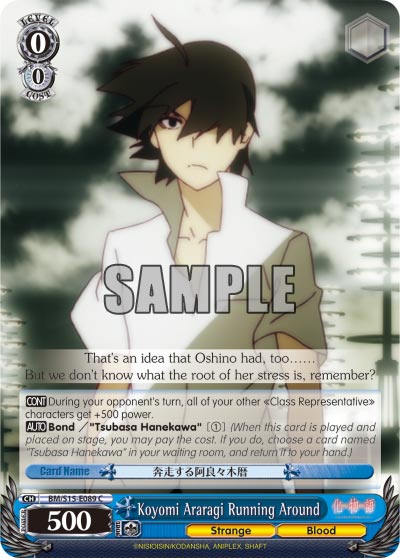 LEVEL
0
0
COST
SAMPLE
That's an idea that Oshino had, too......
But we don't know what the root of her stress is, remember?
CONT During your opponent's turn, all of your other «Class Representative»
characters get +500 power.
AUTO Bond ／"Tsubasa Hanekawa" [①] (When this card is played and
placed on stage, you may pay the cost. If you do, choose a card named
"Tsubasa Hanekawa" in your waiting room, and return it to your hand.)
Card Name 奔走する阿良々木暦
CH BM/S15-E089 C
500
Koyomi Araragi Running Around
化物語
Strange Blood
©NISIOISIN/KODANSHA, ANIPLEX, SHAFT